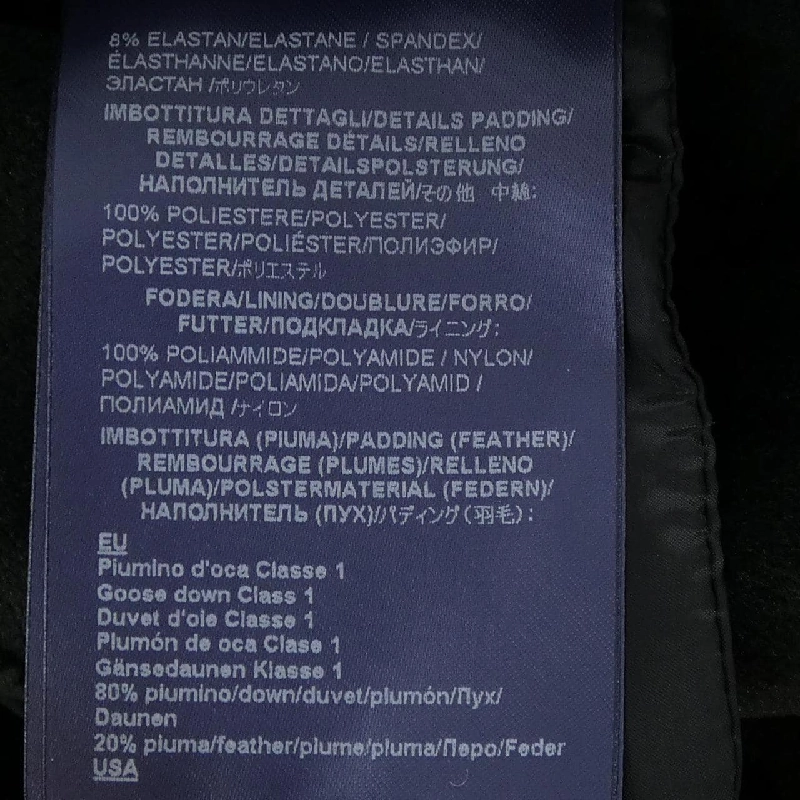 8% ELASTAN/ELASTANE / SPANDEX/
ÉLASTHANNE/ELASTANO/ELASTHAN/
ЭЛАСТАН /ポリウレタン
IMBOTTITURA DETTAGLI/DETAILS PADDING/
REMBOURRAGE DÉTAILS/RELLENO
DETALLES/DETAILSPOLSTERUNG/
НАПОЛНИТЕЛЬ ДЕТАЛЕЙ/その他 中綿:
100% POLIESTERE/POLYESTER/
POLYESTER/POLIÉSTER/ПОЛИЭФИР/
POLYESTER/ポリエステル
FODERA/LINING/DOUBLURE/FORRO/
FUTTER/ПОДКЛАДКА/ライニング:
100% POLIAMMIDE/POLYAMIDE / NYLON/
POLYAMIDE/POLIAMIDA/POLYAMID /
ПОЛИАМИД /ナイロン
IMBOTTITURA (PIUMA)/PADDING (FEATHER)/
REMBOURRAGE (PLUMES)/RELLENO
(PLUMA)/POLSTERMATERIAL (FEDERN)/
НАПОЛНИТЕЛЬ (ПУХ)/パディング(羽毛):
EU
Piumino d'oca Classe 1
Goose down Class 1
Duvet d'oie Classe 1
Plumón de oca Clase 1
Gänsedaunen Klasse 1
80% piumino/down/duvet/plumón/Пух/
Daunen
20% piuma/feather/plume/pluma/Перо/Feder
USA